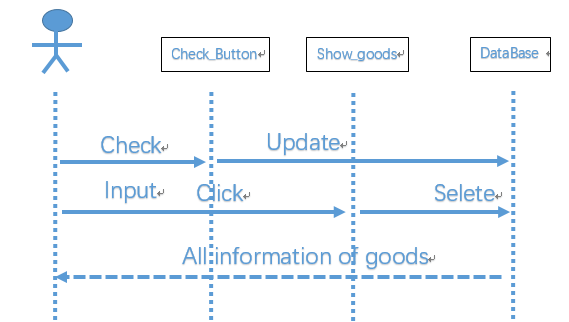 Check_Button
Show_goods
DataBase
Check
Update
Input
Click
Selete
All information of goods